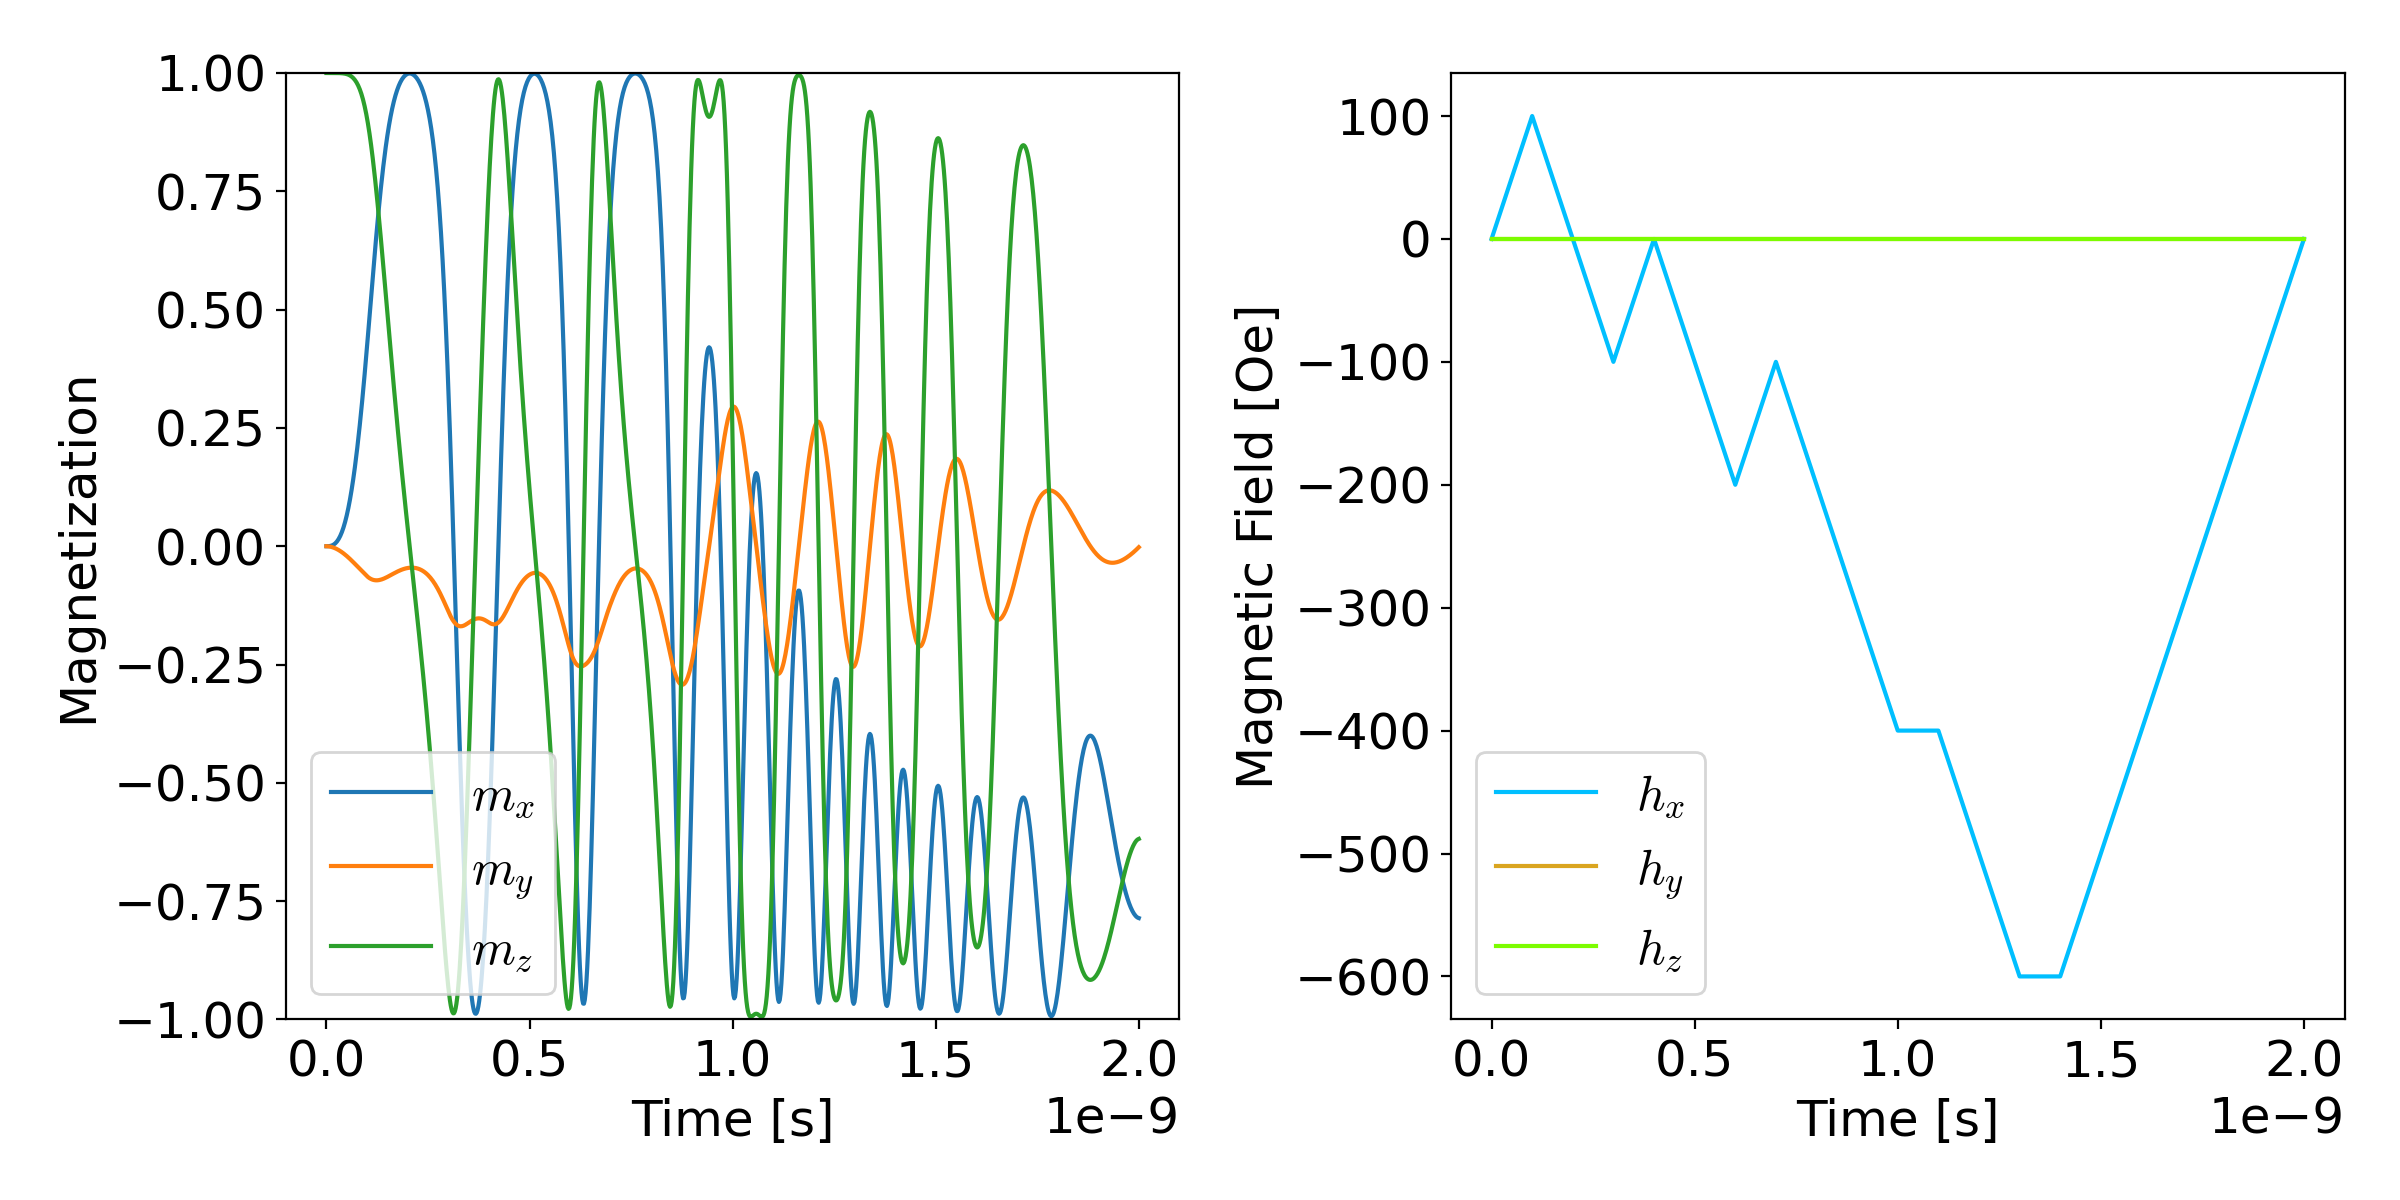 Magnetization
1.00
0.75
0.50
0.25
0.00
−0.25
−0.50
−0.75
−1.00
m_x
m_y
m_z
0.0 0.5 1.0 1.5 2.0
Time [s]
1e−9
Magnetic Field [Oe]
100
0
−100
−200
−300
−400
−500
−600
h_x
h_y
h_z
0.0 0.5 1.0 1.5 2.0
Time [s]
1e−9